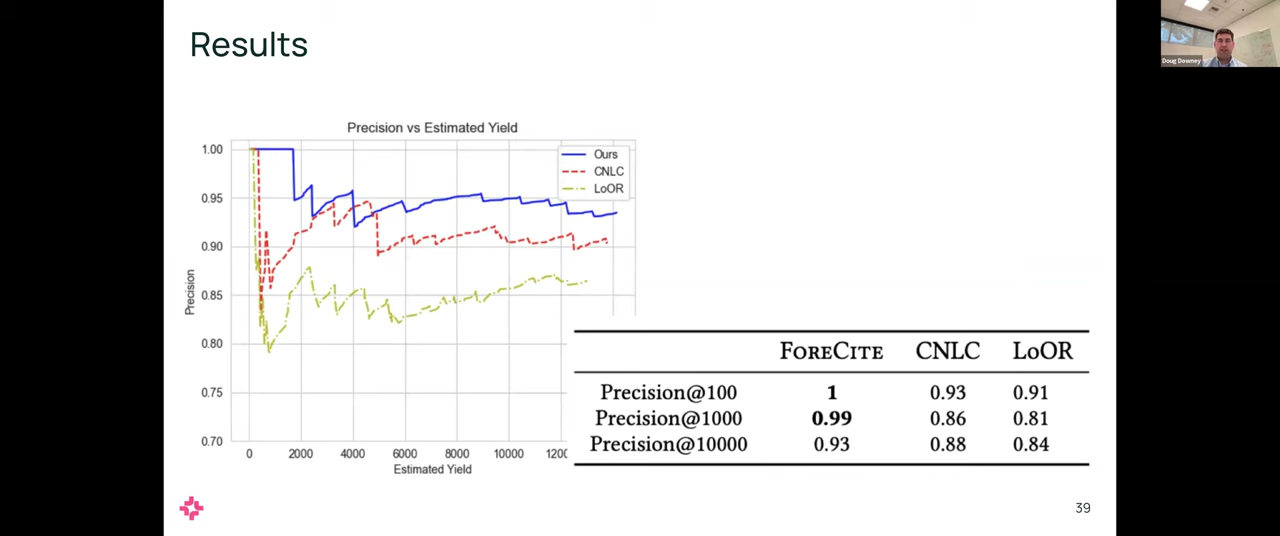 Results
Doug Downey
Precision vs Estimated Yield
Ours
CNLC
LoOR
Precision
1.00
0.95
0.90
0.85
0.80
0.75
0.70
0 2000 4000 6000 8000 10000 1200
Estimated Yield
FORECITE CNLC LoOR
Precision@100 1 0.93 0.91
Precision@1000 0.99 0.86 0.81
Precision@10000 0.93 0.88 0.84
39